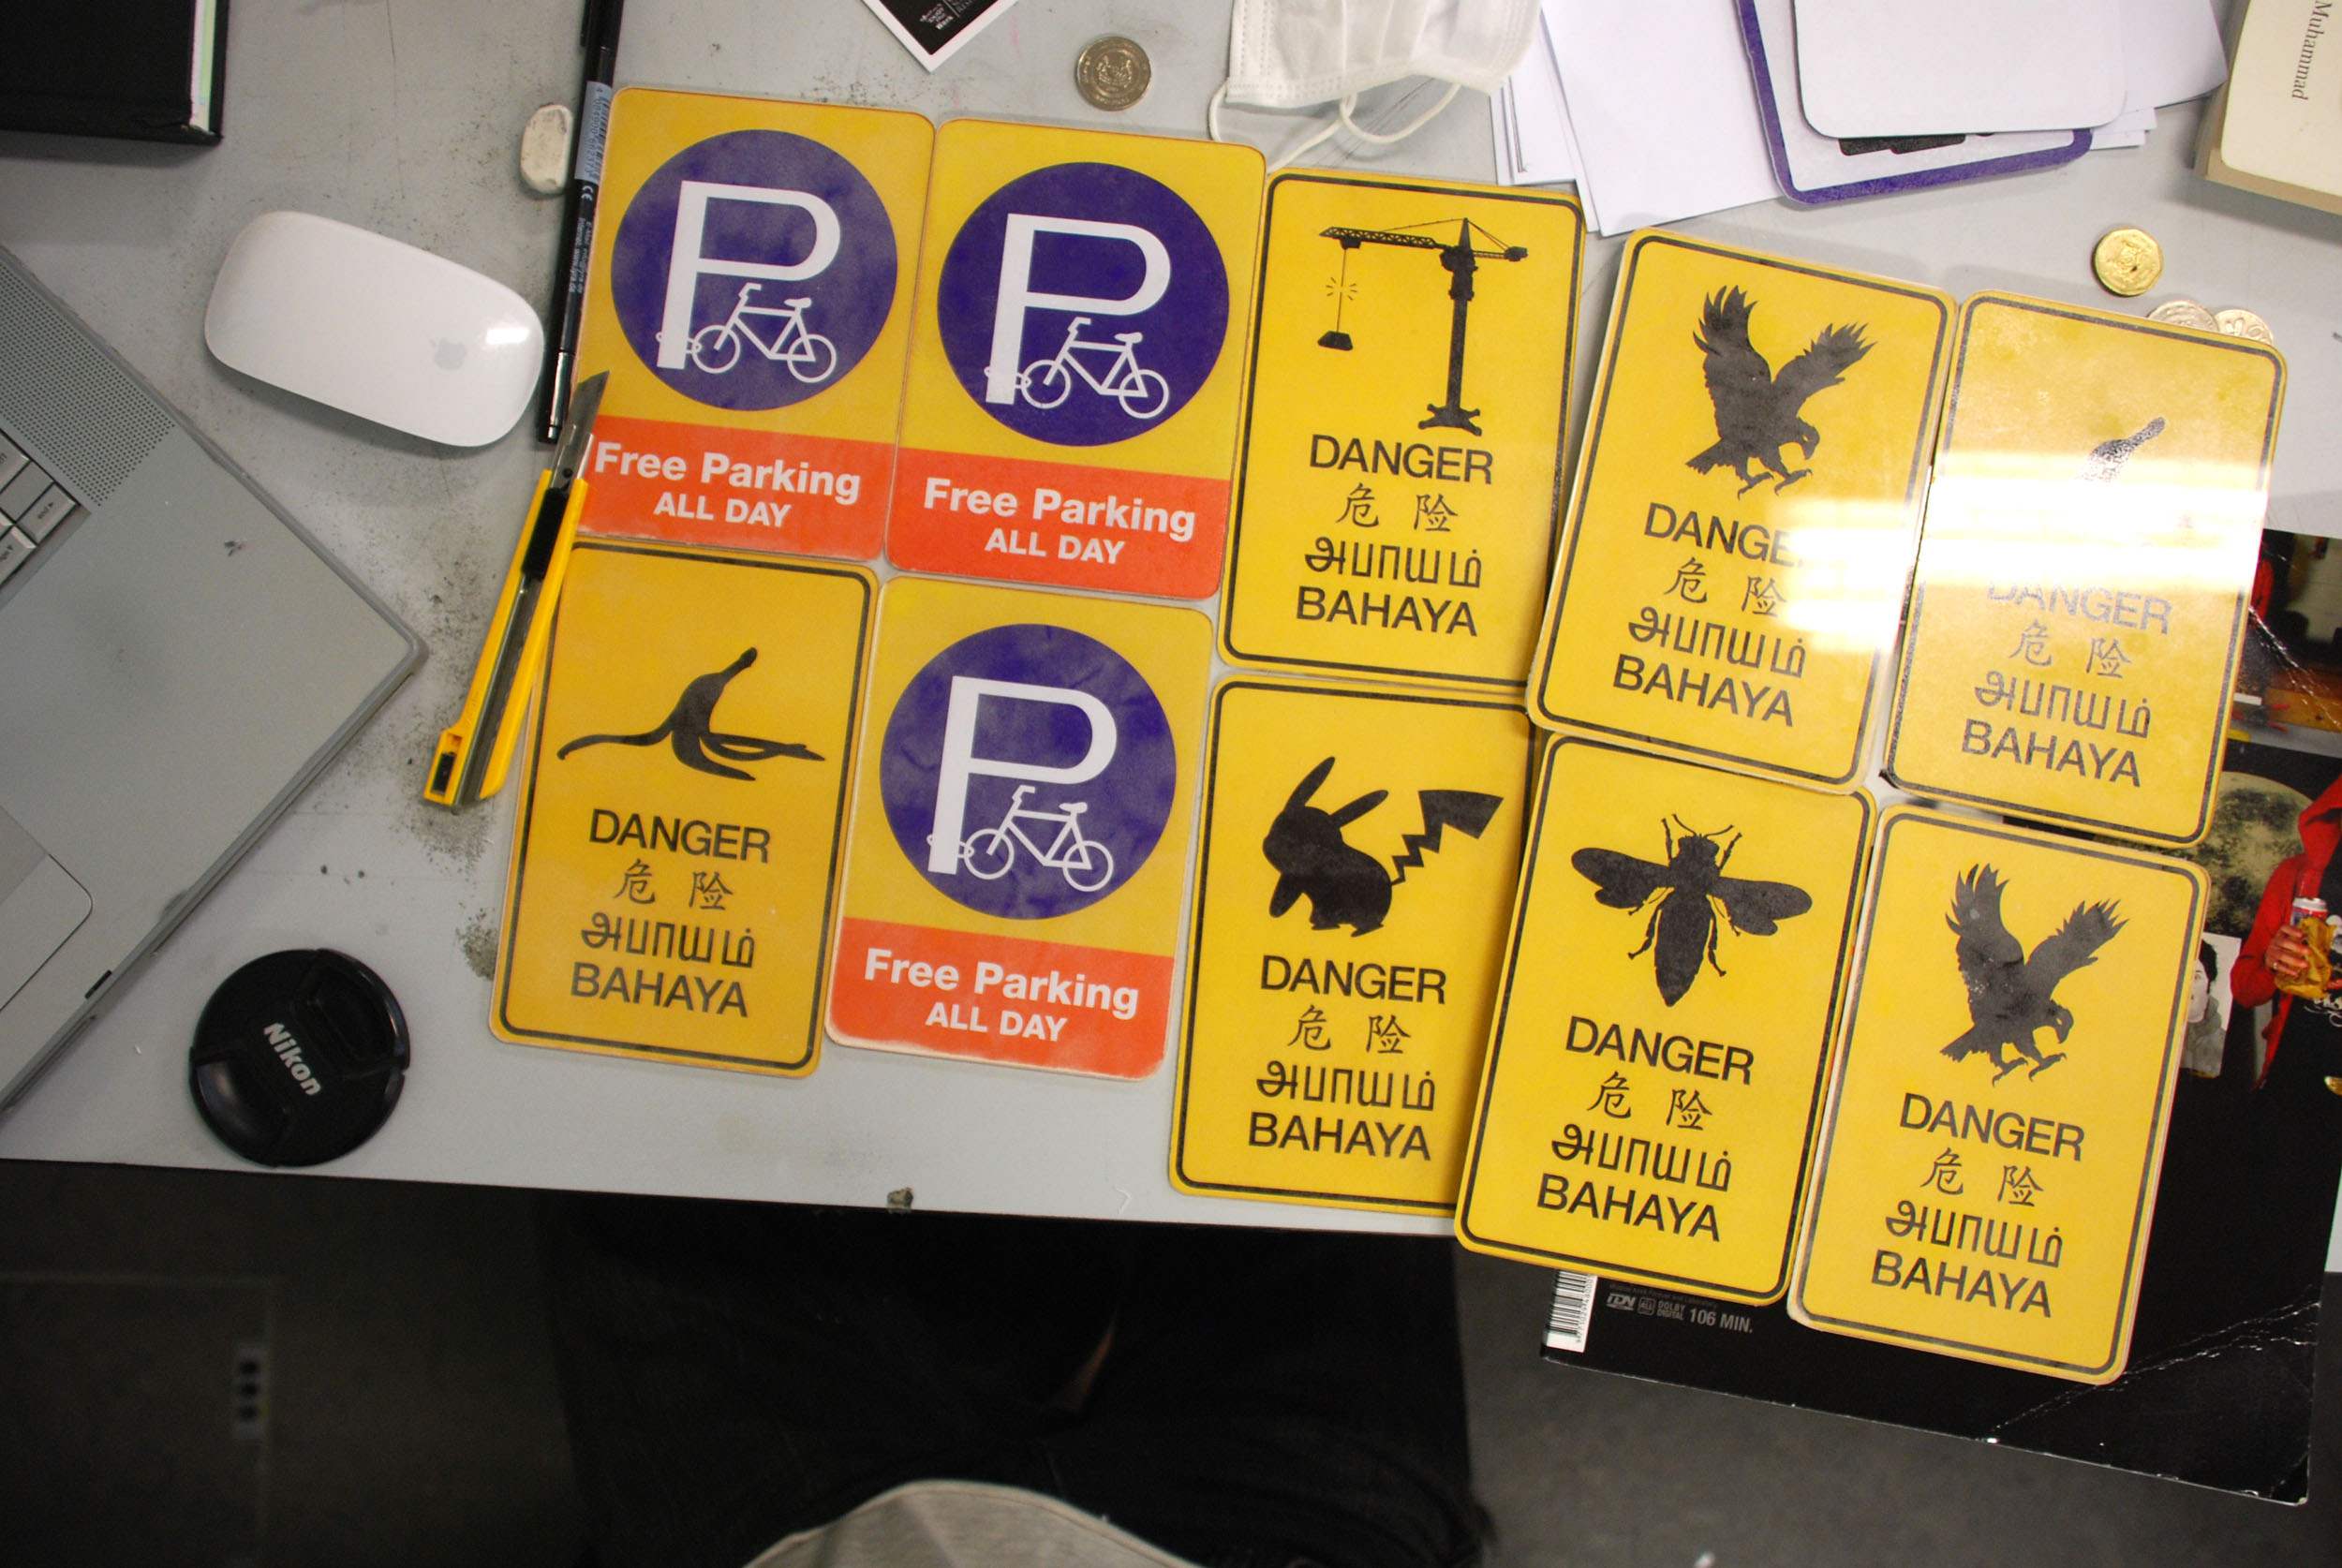 Muhammad
Free Parking
ALL DAY
Free Parking
ALL DAY
DANGER
危 险
அபாயம்
BAHAYA
DANGE
危 险
அபாயம்
BAHAYA
DANGER
危 险
அபாயம்
BAHAYA
DANGER
危 险
அபாயம்
BAHAYA
Free Parking
ALL DAY
DANGER
危 险
அபாயம்
BAHAYA
DANGER
危 险
அபாயம்
BAHAYA
DANGER
危 险
அபாயம்
BAHAYA
Nikon
DOLBY
DIGITAL
106 MIN.